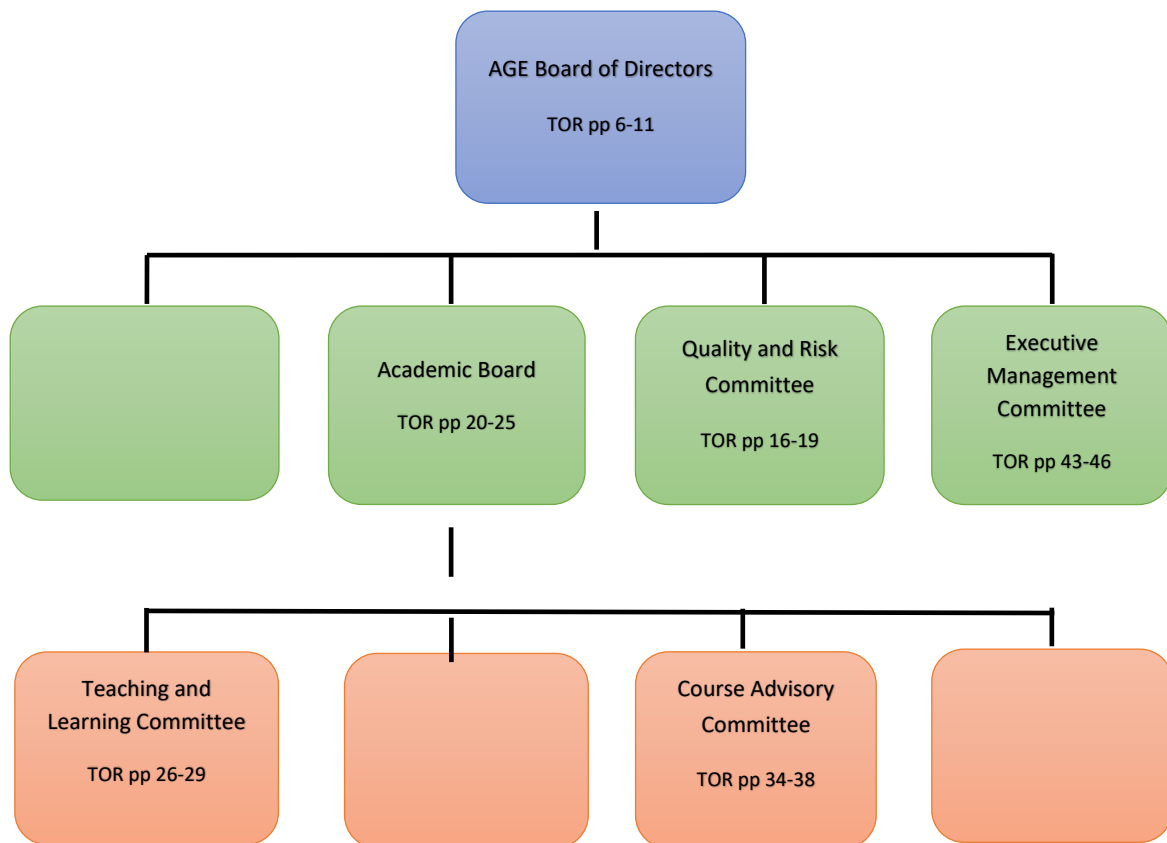 AGE Board of Directors
TOR pp 6-11
Academic Board
TOR pp 20-25
Quality and Risk
Committee
TOR pp 16-19
Executive
Management
Committee
TOR pp 43-46
Teaching and
Learning Committee
TOR pp 26-29
Course Advisory
Committee
TOR pp 34-38